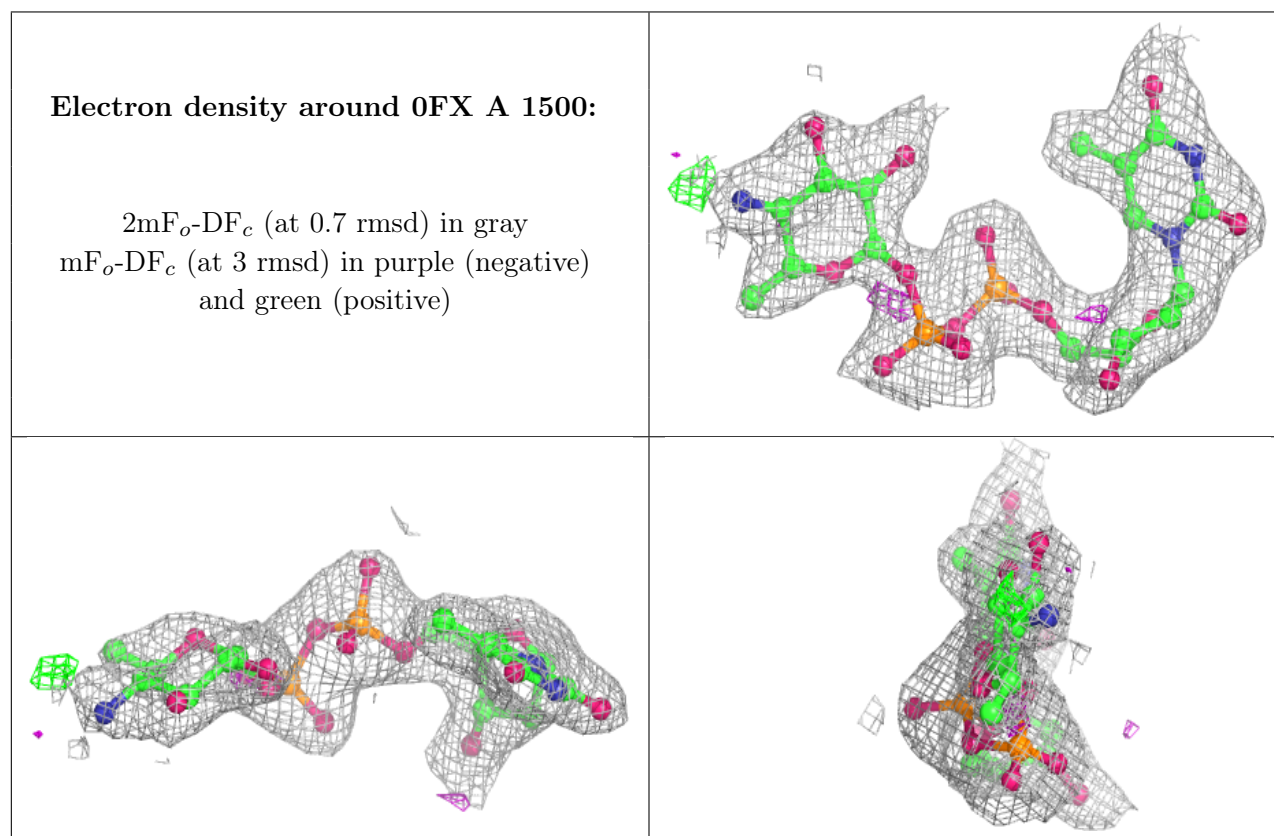 Electron density around 0FX A 1500:
2mFₒ-DF𝒸 (at 0.7 rmsd) in gray
mFₒ-DF𝒸 (at 3 rmsd) in purple (negative)
and green (positive)